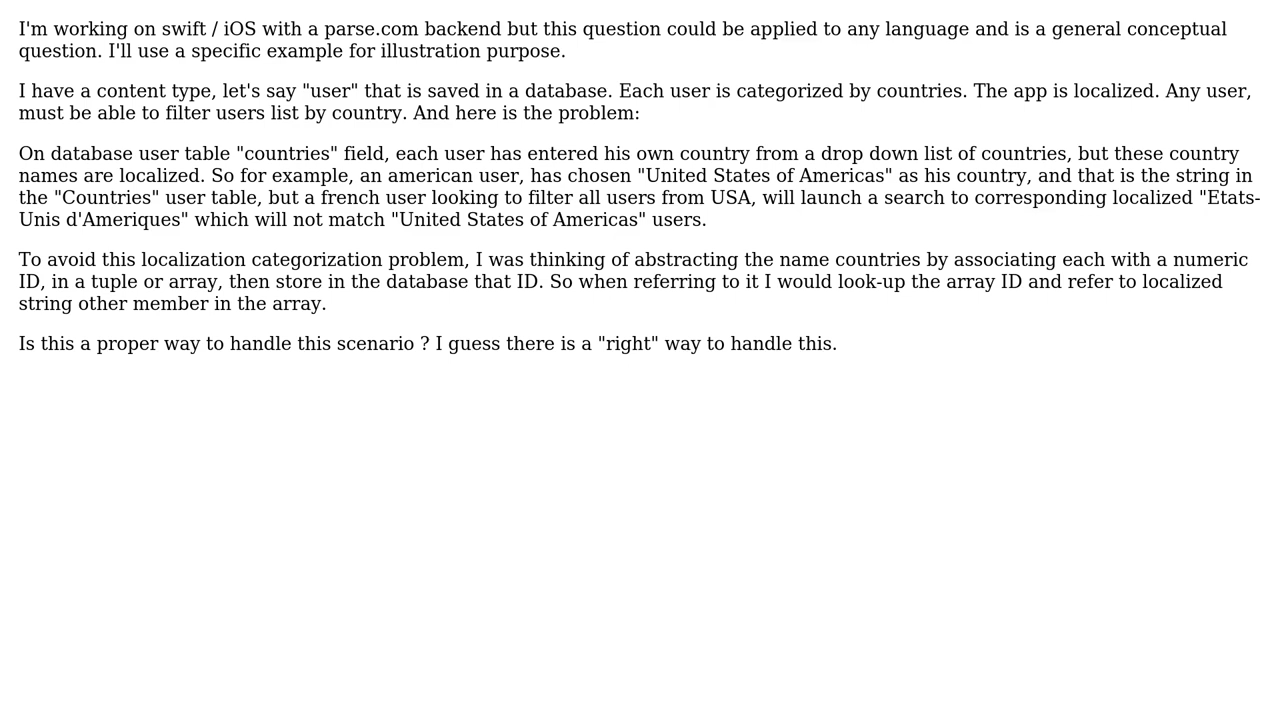 I'm working on swift / iOS with a parse.com backend but this question could be applied to any language and is a general conceptual
question. I'll use a specific example for illustration purpose.
I have a content type, let's say "user" that is saved in a database. Each user is categorized by countries. The app is localized. Any user,
must be able to filter users list by country. And here is the problem:
On database user table "countries" field, each user has entered his own country from a drop down list of countries, but these country
names are localized. So for example, an american user, has chosen "United States of Americas" as his country, and that is the string in
the "Countries" user table, but a french user looking to filter all users from USA, will launch a search to corresponding localized "Etats-
Unis d'Ameriques" which will not match "United States of Americas" users.
To avoid this localization categorization problem, I was thinking of abstracting the name countries by associating each with a numeric
ID, in a tuple or array, then store in the database that ID. So when referring to it I would look-up the array ID and refer to localized
string other member in the array.
Is this a proper way to handle this scenario ? I guess there is a "right" way to handle this.